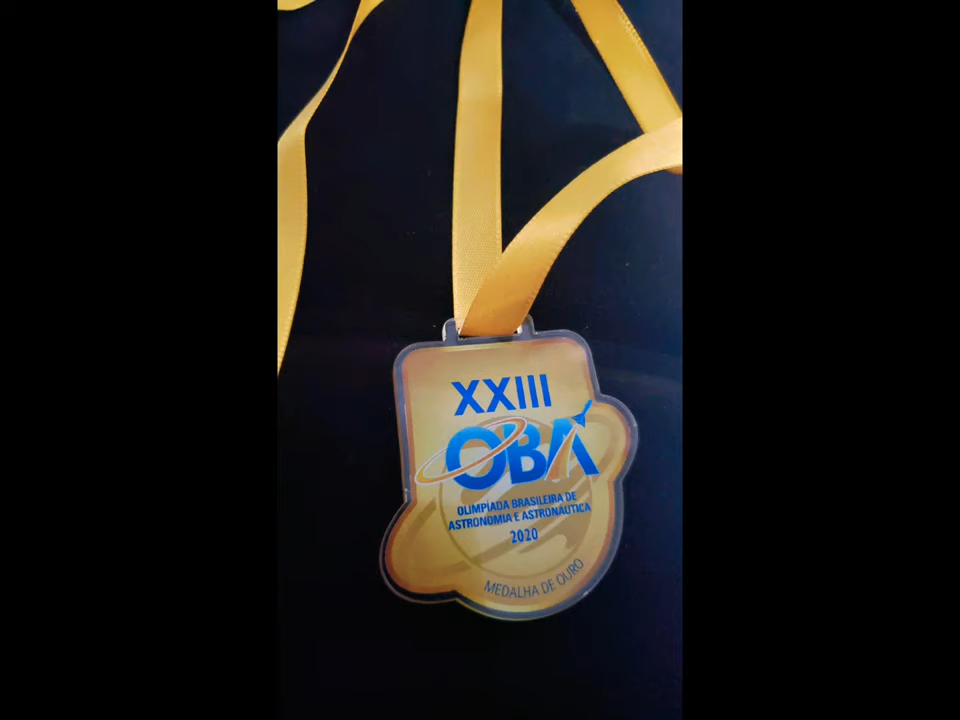 XXIII
OBA
OLIMPÍADA BRASILEIRA DE
ASTRONOMIA E ASTRONÁUTICA
2020
MEDALHA DE OURO